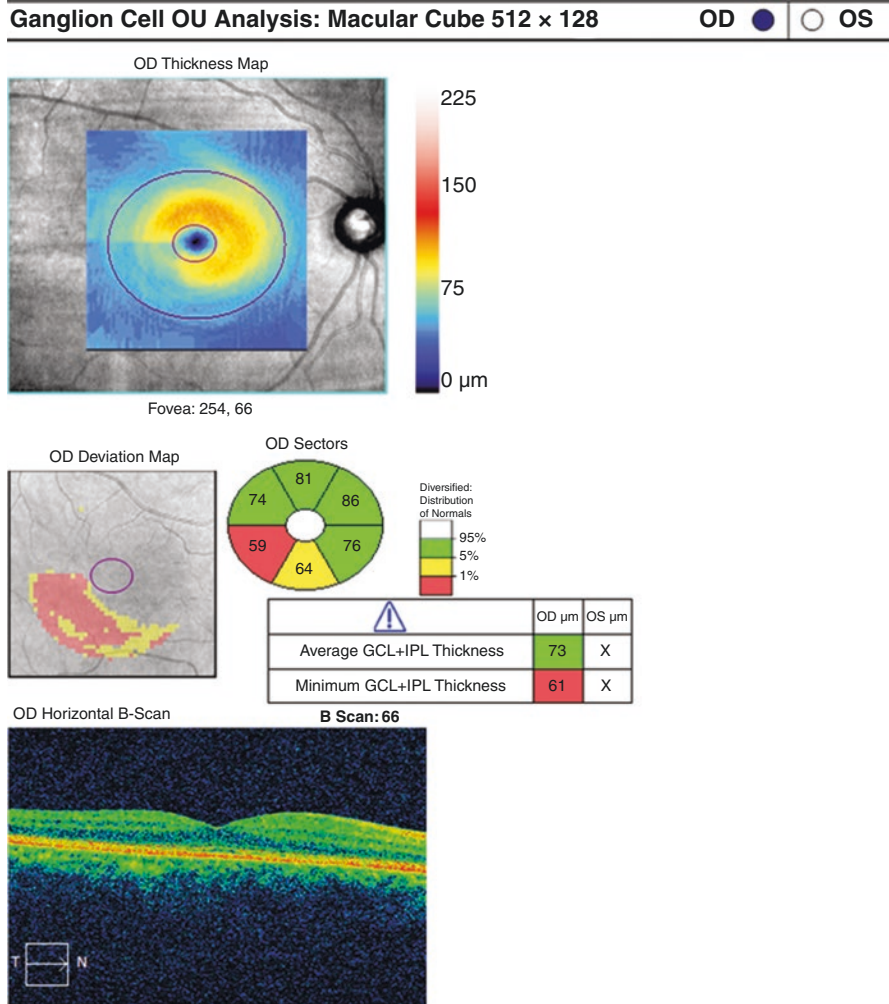 Ganglion Cell OU Analysis: Macular Cube 512 × 128 OD OS
OD Thickness Map
225
150
75
0 µm
Fovea: 254, 66
OD Deviation Map
OD Sectors
81
74
86
59
76
64
Diversified:
Distribution
of Normals
95%
5%
1%
OD µm OS µm
Average GCL+IPL Thickness 73 X
Minimum GCL+IPL Thickness 61 X
OD Horizontal B-Scan
B Scan: 66
T N